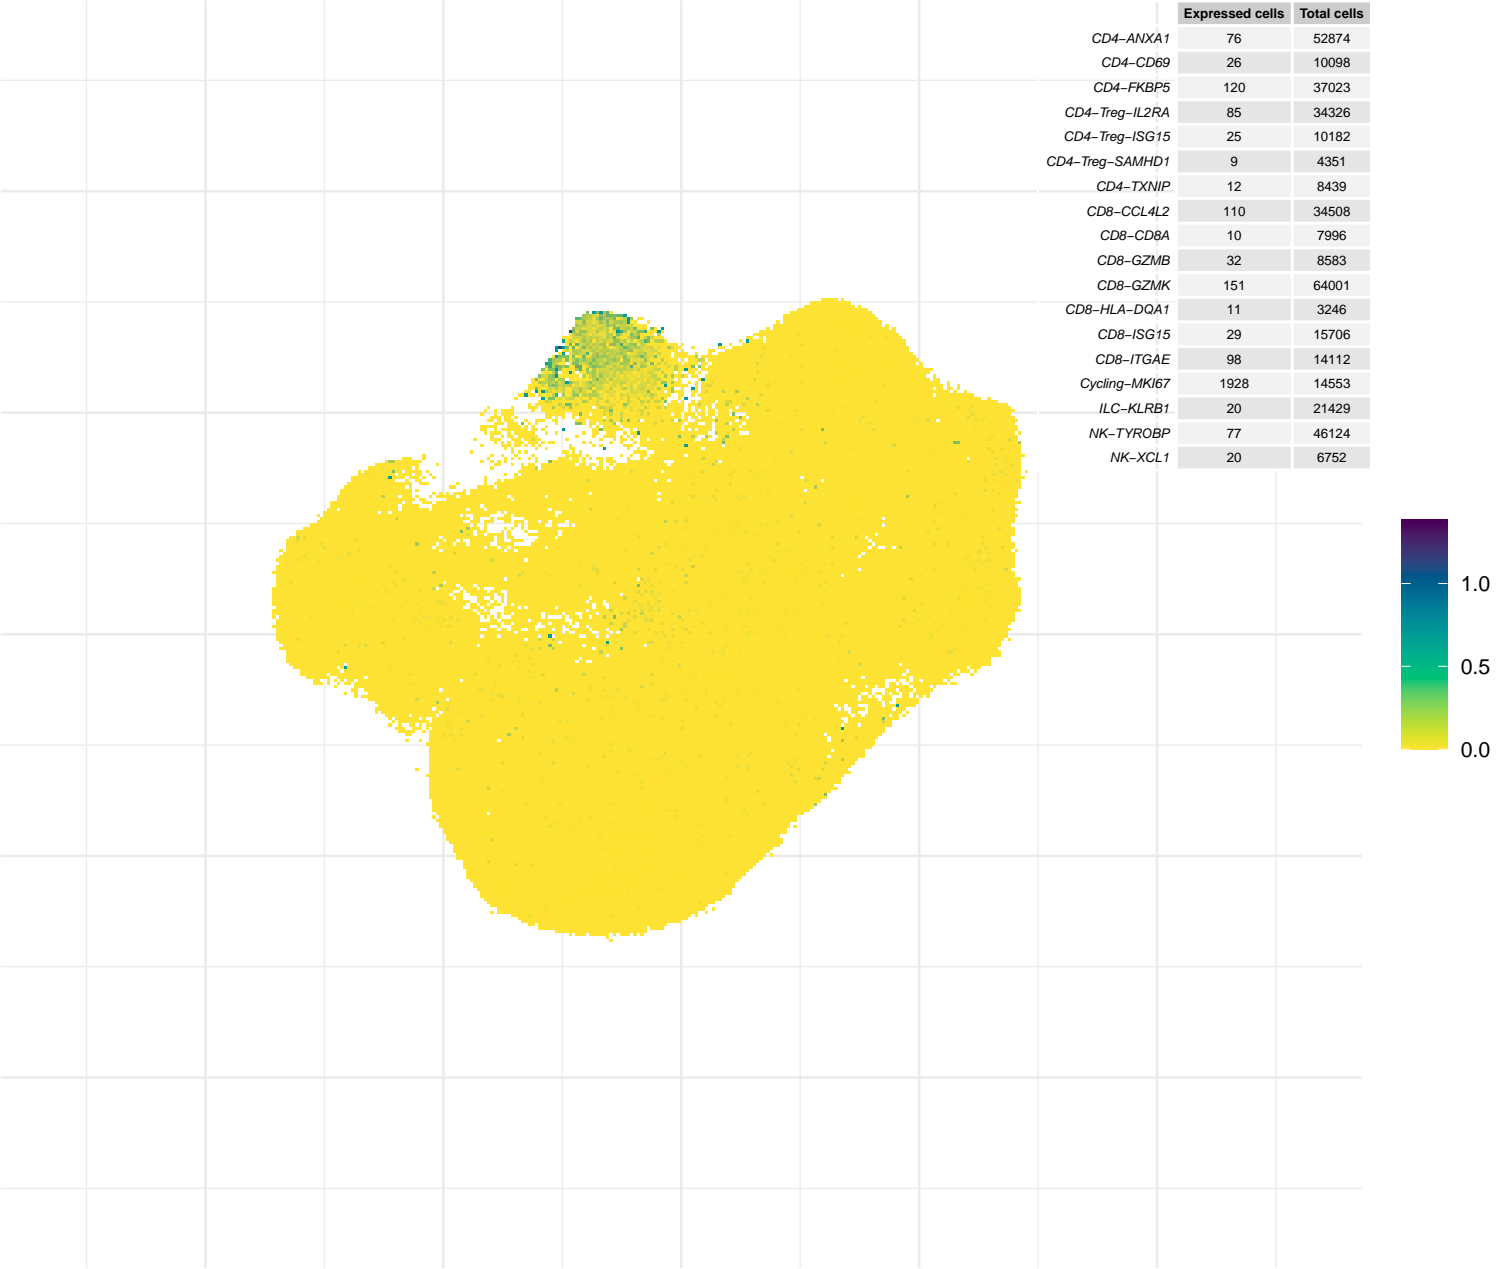 Expressed cells Total cells
CD4−ANXA1 76 52874
CD4−CD69 26 10098
CD4−FKBP5 120 37023
CD4−Treg−IL2RA 85 34326
CD4−Treg−ISG15 25 10182
CD4−Treg−SAMHD1 9 4351
CD4−TXNIP 12 8439
CD8−CCL4L2 110 34508
CD8−CD8A 10 7996
CD8−GZMB 32 8583
CD8−GZMK 151 64001
CD8−HLA−DQA1 11 3246
CD8−ISG15 29 15706
CD8−ITGAE 98 14112
Cycling−MKI67 1928 14553
ILC−KLRB1 20 21429
NK−TYROBP 77 46124
NK−XCL1 20 6752
1.0
0.5
0.0